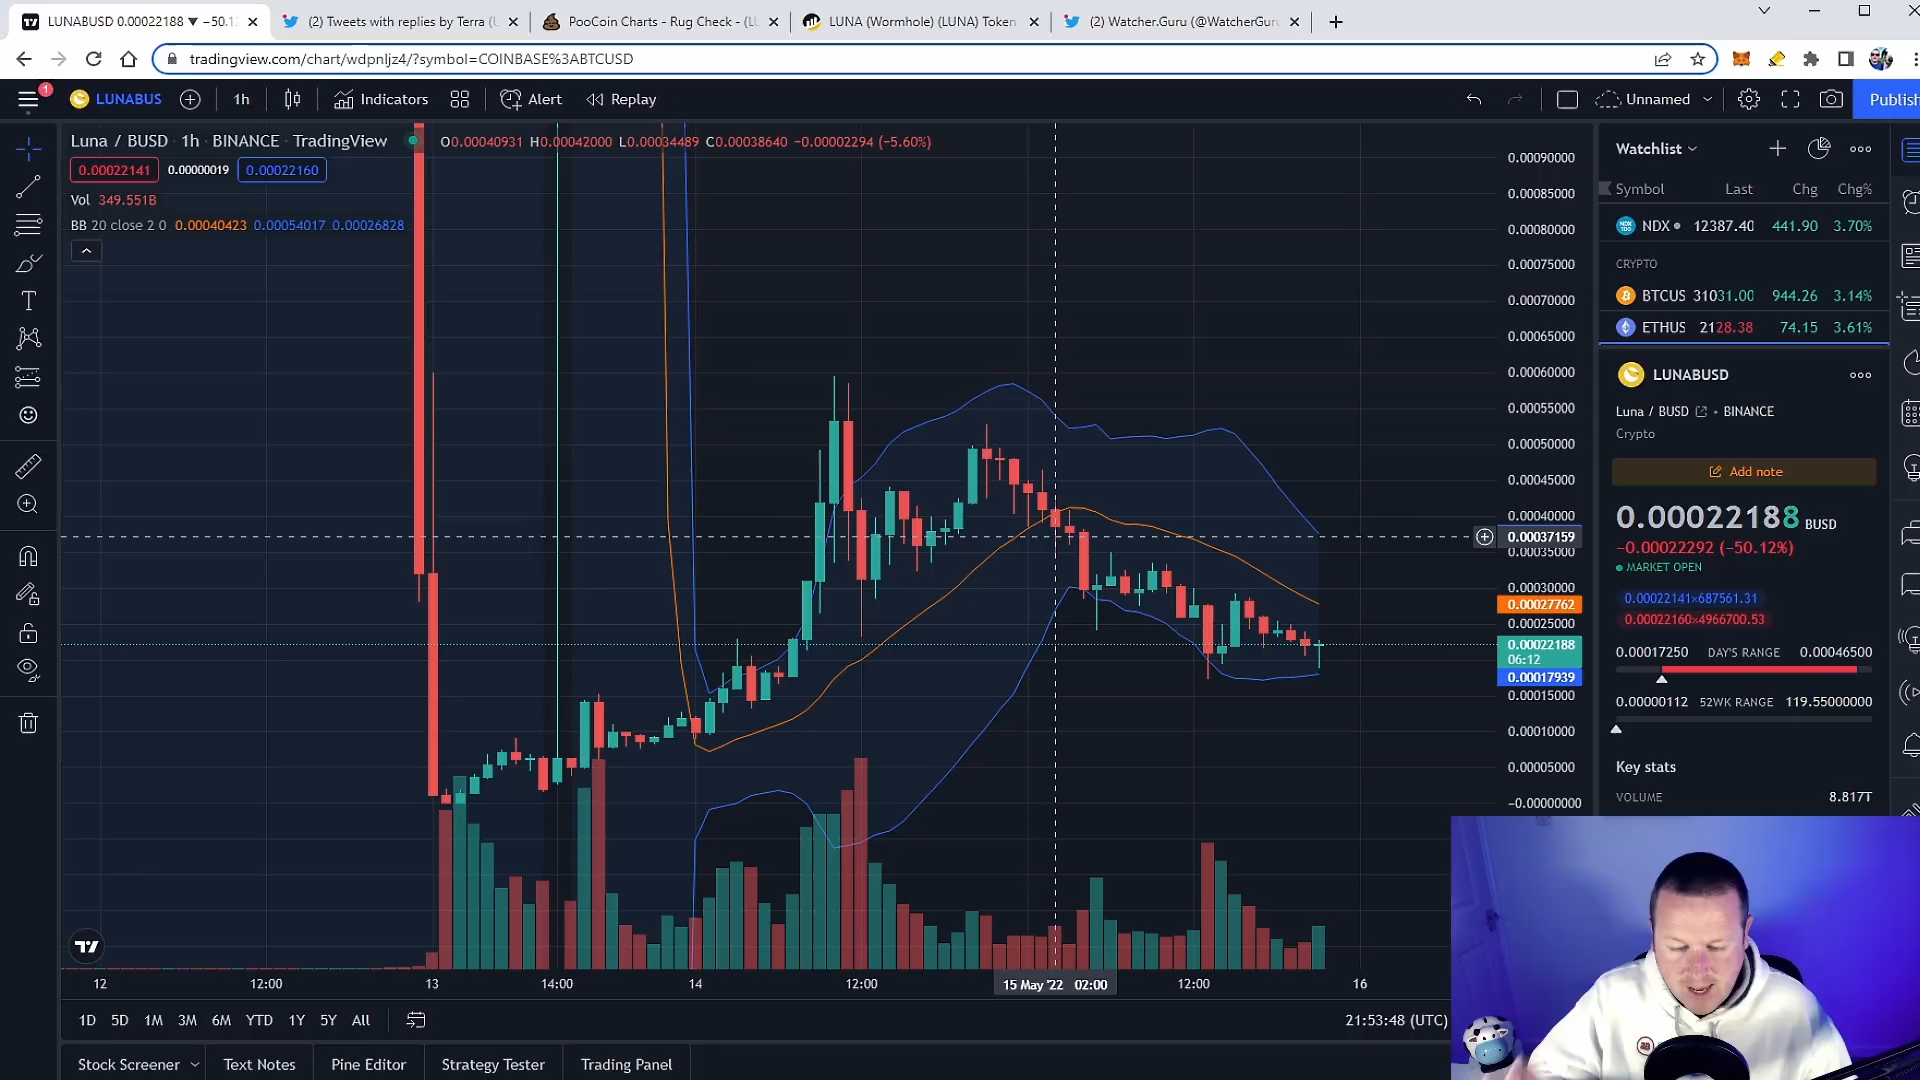 LUNABUSD 0.00022188 ▼ −50.1
(2) Tweets with replies by Terra (
PooCoin Charts - Rug Check - (L
LUNA (Wormhole) (LUNA) Token
(2) Watcher.Guru (@WatcherGur
tradingview.com/chart/wdpnljz4/?symbol=COINBASE%3ABTCUSD
1
LUNABUS
1h
Indicators
Alert
Replay
Unnamed
Publish
Luna / BUSD · 1h · BINANCE · TradingView
O0.00040931 H0.00042000 L0.00034489 C0.00038640 −0.00002294 (−5.60%)
0.00022141 0.00000019 0.00022160
Vol 349.551B
BB 20 close 2 0 0.00040423 0.00054017 0.00026828
0.00090000
0.00085000
0.00080000
0.00075000
0.00070000
0.00065000
0.00060000
0.00055000
0.00050000
0.00045000
0.00040000
0.00037159
0.00035000
0.00030000
0.00027762
0.00025000
0.00022188
06:12
0.00017939
0.00015000
0.00010000
0.00005000
−0.00000000
12 12:00 13 14:00 14 12:00 15 May '22 02:00 12:00 16
1D 5D 1M 3M 6M YTD 1Y 5Y All
21:53:48 (UTC)
Stock Screener Text Notes Pine Editor Strategy Tester Trading Panel
Watchlist
Symbol Last Chg Chg%
NDX 12387.40 441.90 3.70%
CRYPTO
BTCUS 31031.00 944.26 3.14%
ETHUS 2128.38 74.15 3.61%
LUNABUSD
Luna / BUSD • BINANCE
Crypto
Add note
0.00022188 BUSD
−0.00022292 (−50.12%)
MARKET OPEN
0.00022141×687561.31
0.00022160×4966700.53
0.00017250 DAY'S RANGE 0.00046500
0.00000112 52WK RANGE 119.55000000
Key stats
VOLUME 8.817T